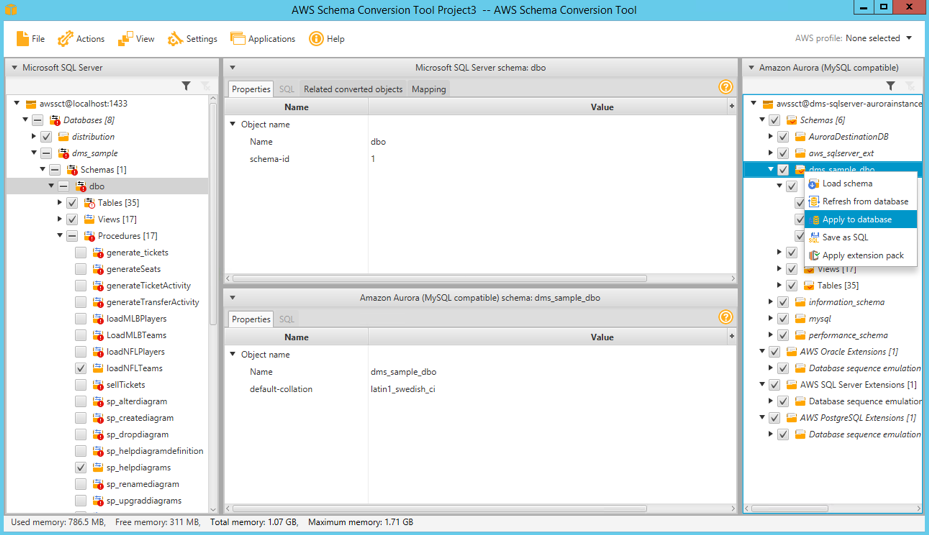 AWS Schema Conversion Tool Project3 -- AWS Schema Conversion Tool
File Actions View Settings Applications Help AWS profile: None selected
Microsoft SQL Server
awssct@localhost:1433
Databases [8]
distribution
dms_sample
Schemas [1]
dbo
Tables [35]
Views [17]
Procedures [17]
generate_tickets
generateSeats
generateTicketActivity
generateTransferActivity
loadMLBPlayers
LoadMLBTeams
loadNFLPlayers
loadNFLTeams
sellTickets
sp_alterdiagram
sp_creatediagram
sp_dropdiagram
sp_helpdiagramdefinition
sp_helpdiagrams
sp_renamediagram
sp_upgraddiagrams
Microsoft SQL Server schema: dbo
Properties SQL Related converted objects Mapping
Name Value
Object name
Name dbo
schema-id 1
Amazon Aurora (MySQL compatible) schema: dms_sample_dbo
Properties SQL
Name Value
Object name
Name dms_sample_dbo
default-collation latin1_swedish_ci
Amazon Aurora (MySQL compatible)
awssct@dms-sqlserver-aurorainstance
Schemas [6]
AuroraDestinationDB
aws_sqlserver_ext
dms_sample_dbo
Load schema
Refresh from database
Apply to database
Save as SQL
Apply extension pack
Views [17]
Tables [35]
information_schema
mysql
performance_schema
AWS Oracle Extensions [1]
Database sequence emulation
AWS SQL Server Extensions [1]
Database sequence emulation
AWS PostgreSQL Extensions [1]
Database sequence emulation
Used memory: 786.5 MB, Free memory: 311 MB, Total memory: 1.07 GB, Maximum memory: 1.71 GB